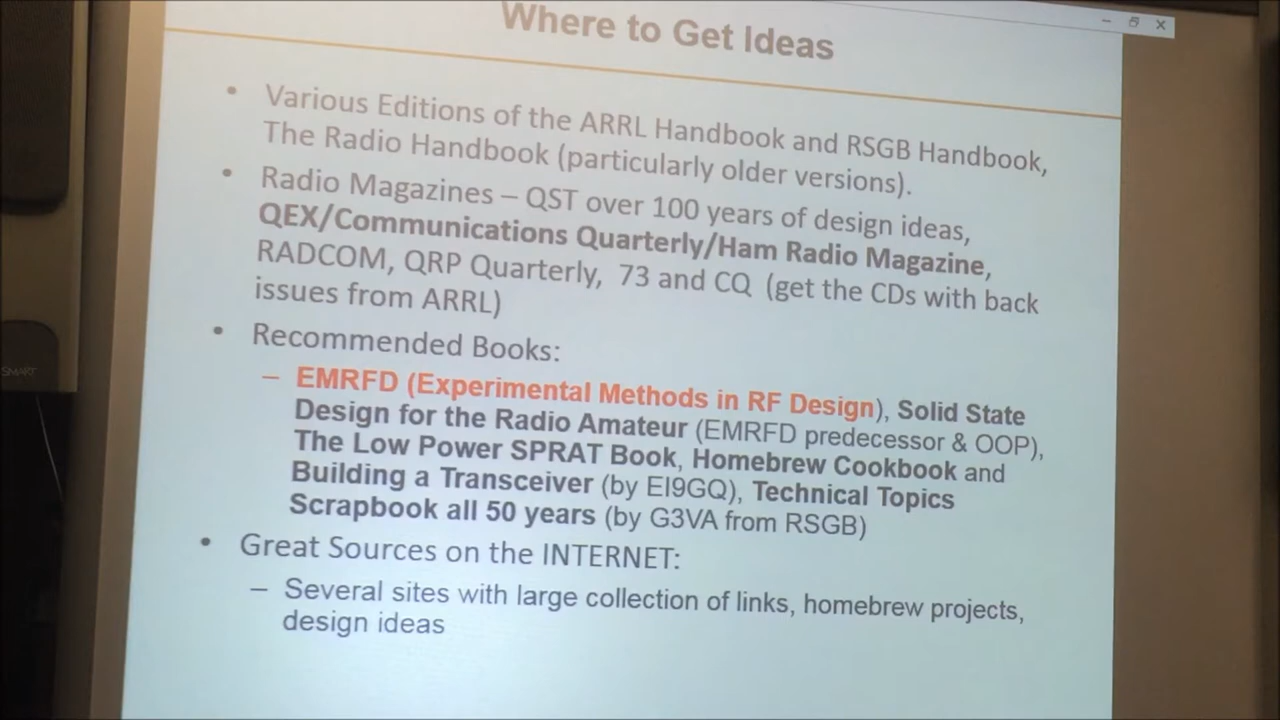 Where to Get Ideas
• Various Editions of the ARRL Handbook and RSGB Handbook,
The Radio Handbook (particularly older versions).
• Radio Magazines – QST over 100 years of design ideas,
QEX/Communications Quarterly/Ham Radio Magazine,
RADCOM, QRP Quarterly, 73 and CQ (get the CDs with back
issues from ARRL)
• Recommended Books:
– EMRFD (Experimental Methods in RF Design), Solid State
Design for the Radio Amateur (EMRFD predecessor & OOP),
The Low Power SPRAT Book, Homebrew Cookbook and
Building a Transceiver (by EI9GQ), Technical Topics
Scrapbook all 50 years (by G3VA from RSGB)
• Great Sources on the INTERNET:
– Several sites with large collection of links, homebrew projects,
design ideas
SMART